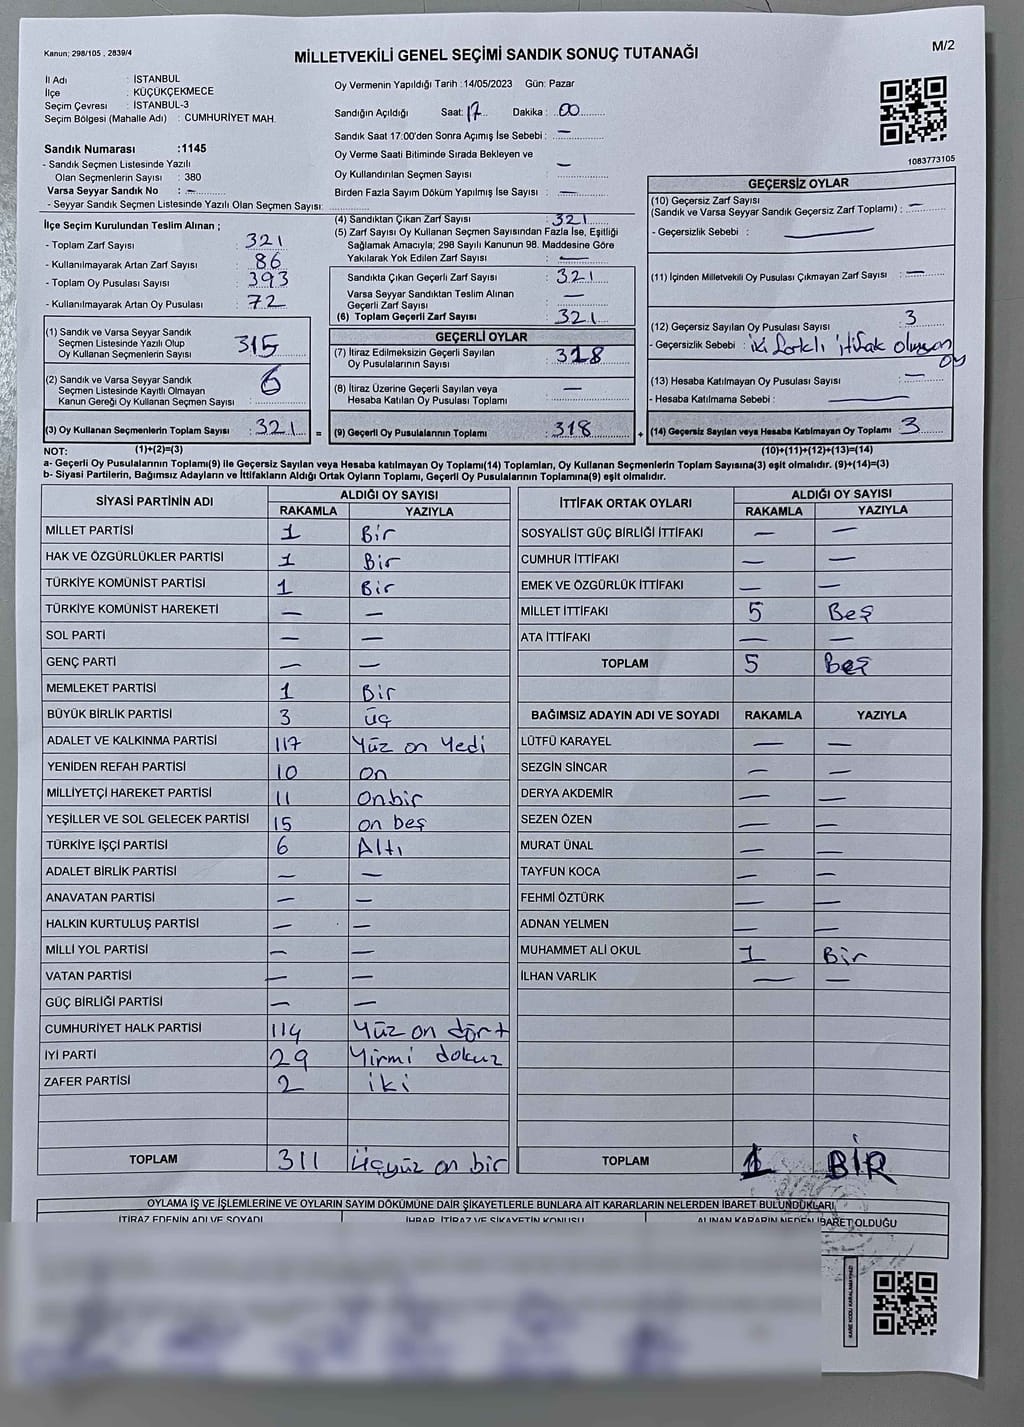 Kanun; 298/105 , 2839/4
MİLLETVEKİLİ GENEL SEÇİMİ SANDIK SONUÇ TUTANAĞI
M/2
İl Adı : İSTANBUL
İlçe : KÜÇÜKÇEKMECE
Seçim Çevresi : İSTANBUL-3
Seçim Bölgesi (Mahalle Adı) : CUMHURİYET MAH.
Sandık Numarası :1145
- Sandık Seçmen Listesinde Yazılı
Olan Seçmenlerin Sayısı : 380
Varsa Seyyar Sandık No : –
- Seyyar Sandık Seçmen Listesinde Yazılı Olan Seçmen Sayısı:
Oy Vermenin Yapıldığı Tarih :14/05/2023 Gün: Pazar
Sandığın Açıldığı Saat: 17 Dakika : 00
Sandık Saat 17:00'den Sonra Açımış İse Sebebi : –
Oy Verme Saati Bitiminde Sırada Bekleyen ve
Oy Kullandırılan Seçmen Sayısı –
Birden Fazla Sayım Döküm Yapılmış İse Sayısı –
1083773105
İlçe Seçim Kurulundan Teslim Alınan ;
- Toplam Zarf Sayısı : 321
- Kullanılmayarak Artan Zarf Sayısı : 86
- Toplam Oy Pusulası Sayısı : 393
- Kullanılmayarak Artan Oy Pusulası : 72
(1) Sandık ve Varsa Seyyar Sandık
Seçmen Listesinde Yazılı Olup
Oy Kullanan Seçmenlerin Sayısı : 315
(2) Sandık ve Varsa Seyyar Sandık
Seçmen Listesinde Kayıtlı Olmayan
Kanun Gereği Oy Kullanan Seçmen Sayısı : 6
(3) Oy Kullanan Seçmenlerin Toplam Sayısı : 321 =
(1)+(2)=(3)
(4) Sandıktan Çıkan Zarf Sayısı : 321
(5) Zarf Sayısı Oy Kullanan Seçmen Sayısından Fazla İse, Eşitliği
Sağlamak Amacıyla; 298 Sayılı Kanunun 98. Maddesine Göre
Yakılarak Yok Edilen Zarf Sayısı : –
Sandıkta Çıkan Geçerli Zarf Sayısı : 321
Varsa Seyyar Sandıktan Teslim Alınan
Geçerli Zarf Sayısı –
(6) Toplam Geçerli Zarf Sayısı : 321
GEÇERLİ OYLAR
(7) İtiraz Edilmeksizin Geçerli Sayılan
Oy Pusulalarının Sayısı : 318
(8) İtiraz Üzerine Geçerli Sayılan veya
Hesaba Katılan Oy Pusulası Toplamı : –
(9) Geçerli Oy Pusulalarının Toplamı : 318 +
GEÇERSİZ OYLAR
(10) Geçersiz Zarf Sayısı
(Sandık ve Varsa Seyyar Sandık Geçersiz Zarf Toplamı) : –
- Geçersizlik Sebebi : –
(11) İçinden Milletvekili Oy Pusulası Çıkmayan Zarf Sayısı : –
(12) Geçersiz Sayılan Oy Pusulası Sayısı : 3
- Geçersizlik Sebebi : iki farklı ittifak olmayan
oy
(13) Hesaba Katılmayan Oy Pusulası Sayısı : –
- Hesaba Katılmama Sebebi : –
(14) Geçersiz Sayılan veya Hesaba Katılmayan Oy Toplamı : 3
(10)+(11)+(12)+(13)=(14)
NOT:
a- Geçerli Oy Pusulalarının Toplamı(9) ile Geçersiz Sayılan veya Hesaba katılmayan Oy Toplamı(14) Toplamları, Oy Kullanan Seçmenlerin Toplam Sayısına(3) eşit olmalıdır. (9)+(14)=(3)
b- Siyasi Partilerin, Bağımsız Adayların ve İttifakların Aldığı Ortak Oyların Toplamı, Geçerli Oy Pusulalarının Toplamına(9) eşit olmalıdır.
SİYASİ PARTİNİN ADI ALDIĞI OY SAYISI
RAKAMLA YAZIYLA
MİLLET PARTİSİ 1 Bir
HAK VE ÖZGÜRLÜKLER PARTİSİ 1 Bir
TÜRKİYE KOMÜNİST PARTİSİ 1 Bir
TÜRKİYE KOMÜNİST HAREKETİ – –
SOL PARTİ – –
GENÇ PARTİ – –
MEMLEKET PARTİSİ 1 Bir
BÜYÜK BİRLİK PARTİSİ 3 üç
ADALET VE KALKINMA PARTİSİ 117 Yüz on Yedi
YENİDEN REFAH PARTİSİ 10 on
MİLLİYETÇİ HAREKET PARTİSİ 11 Onbir
YEŞİLLER VE SOL GELECEK PARTİSİ 15 on beş
TÜRKİYE İŞÇİ PARTİSİ 6 Altı
ADALET BİRLİK PARTİSİ – –
ANAVATAN PARTİSİ – –
HALKIN KURTULUŞ PARTİSİ – –
MİLLİ YOL PARTİSİ – –
VATAN PARTİSİ – –
GÜÇ BİRLİĞİ PARTİSİ – –
CUMHURİYET HALK PARTİSİ 114 Yüz on dört
İYİ PARTİ 29 Yirmi dokuz
ZAFER PARTİSİ 2 iki
TOPLAM 311 Üçyüz on bir
İTTİFAK ORTAK OYLARI ALDIĞI OY SAYISI
RAKAMLA YAZIYLA
SOSYALİST GÜÇ BİRLİĞİ İTTİFAKI – –
CUMHUR İTTİFAKI – –
EMEK VE ÖZGÜRLÜK İTTİFAKI – –
MİLLET İTTİFAKI 5 Beş
ATA İTTİFAKI – –
TOPLAM 5 Beş
BAĞIMSIZ ADAYIN ADI VE SOYADI RAKAMLA YAZIYLA
LÜTFÜ KARAYEL – –
SEZGİN SİNCAR – –
DERYA AKDEMİR – –
SEZEN ÖZEN – –
MURAT ÜNAL – –
TAYFUN KOCA – –
FEHMİ ÖZTÜRK – –
ADNAN YELMEN – –
MUHAMMET ALİ OKUL 1 Bir
İLHAN VARLIK – –
TOPLAM 1 BİR
OYLAMA İŞ VE İŞLEMLERİNE VE OYLARIN SAYIM DÖKÜMÜNE DAİR ŞİKAYETLERLE BUNLARA AİT KARARLARIN NELERDEN İBARET BULUNDUKLARI
İTİRAZ EDENİN ADI VE SOYADI İHBAR, İTİRAZ VE ŞİKAYETİN KONUSU ALINAN KARARIN NEDEN İBARET OLDUĞU
KARE KODU KARALAMAYINIZ!